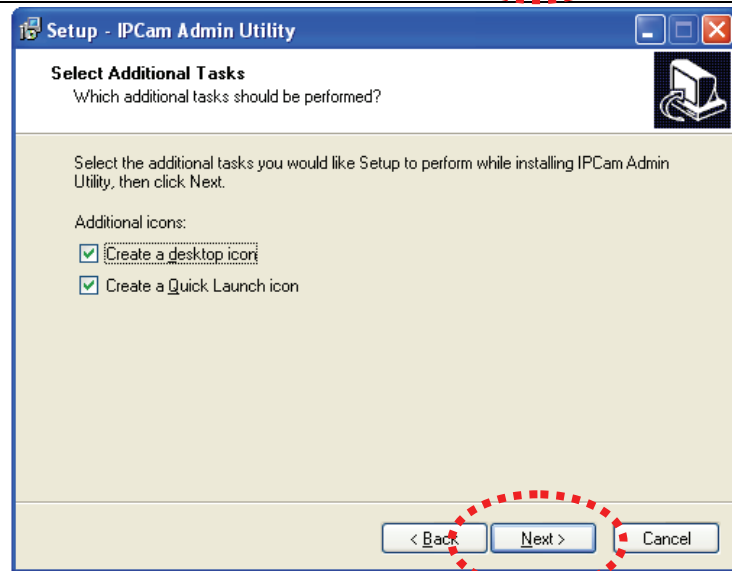 Setup - IPCam Admin Utility
Select Additional Tasks
Which additional tasks should be performed?
Select the additional tasks you would like Setup to perform while installing IPCam Admin
Utility, then click Next.
Additional icons:
Create a desktop icon
Create a Quick Launch icon
< Back Next > Cancel